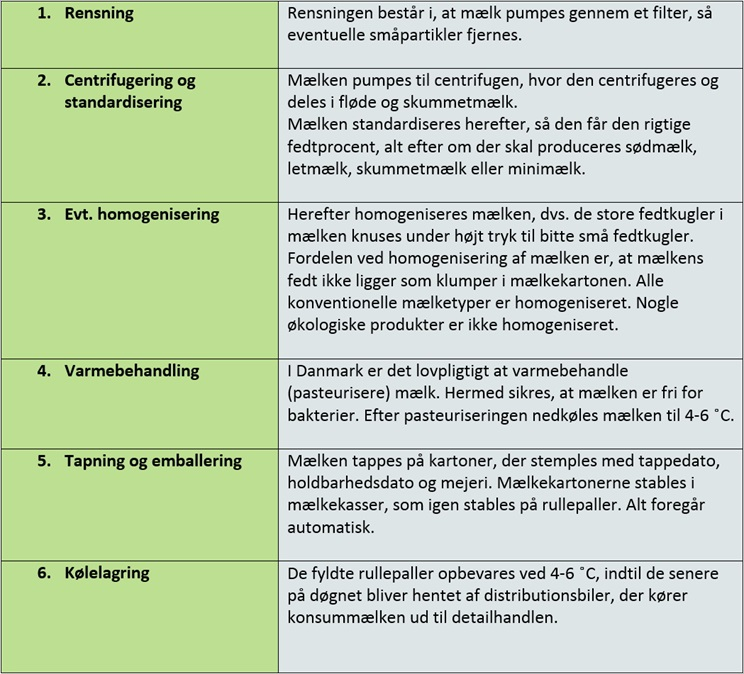 1. Rensning
Rensningen består i, at mælk pumpes gennem et filter, så
eventuelle småpartikler fjernes.
2. Centrifugering og
standardisering
Mælken pumpes til centrifugen, hvor den centrifugeres og
deles i fløde og skummetmælk.
Mælken standardiseres herefter, så den får den rigtige
fedtprocent, alt efter om der skal produceres sødmælk,
letmælk, skummetmælk eller minimælk.
3. Evt. homogenisering
Herefter homogeniseres mælken, dvs. de store fedtkugler i
mælken knuses under højt tryk til bitte små fedtkugler.
Fordelen ved homogenisering af mælken er, at mælkens
fedt ikke ligger som klumper i mælkekartonen. Alle
konventionelle mælketyper er homogeniseret. Nogle
økologiske produkter er ikke homogeniseret.
4. Varmebehandling
I Danmark er det lovpligtigt at varmebehandle
(pasteurisere) mælk. Hermed sikres, at mælken er fri for
bakterier. Efter pasteuriseringen nedkøles mælken til 4-6 ˚C.
5. Tapning og emballering
Mælken tappes på kartoner, der stemples med tappedato,
holdbarhedsdato og mejeri. Mælkekartonerne stables i
mælkekasser, som igen stables på rullepaller. Alt foregår
automatisk.
6. Kølelagring
De fyldte rullepaller opbevares ved 4-6 ˚C, indtil de senere
på døgnet bliver hentet af distributionsbiler, der kører
konsummælken ud til detailhandlen.